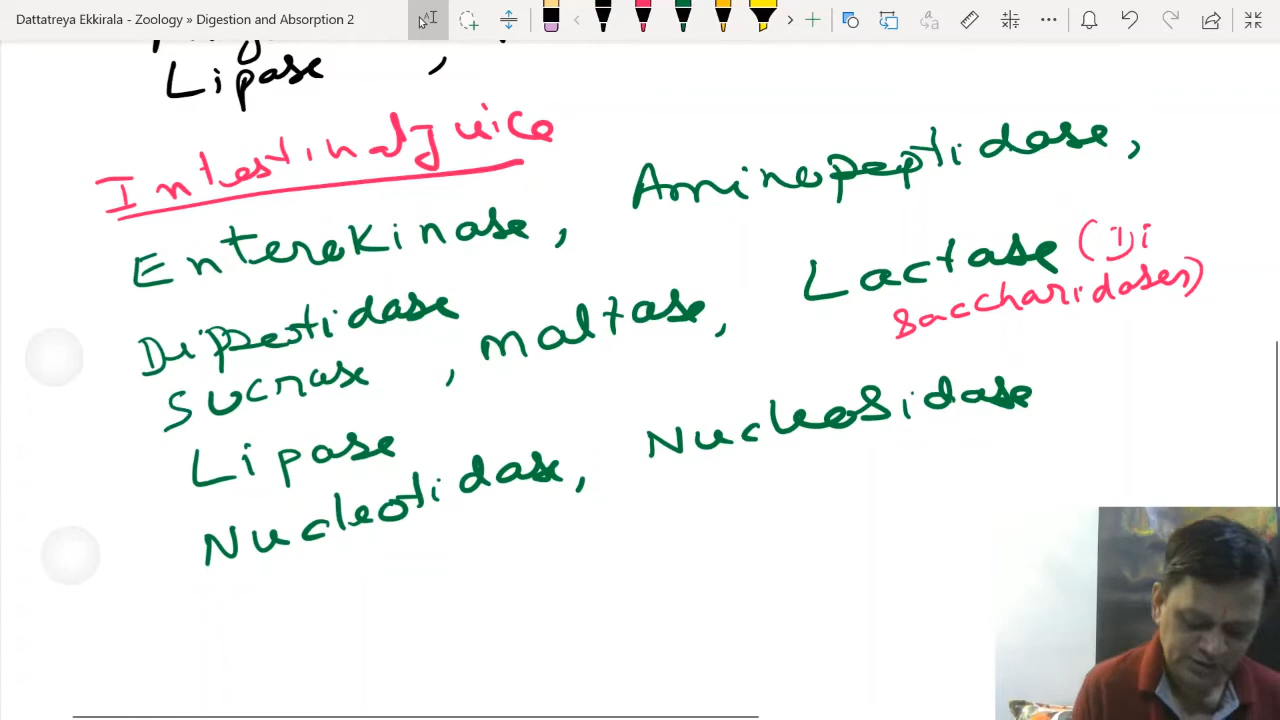 Dattatreya Ekkirala - Zoology » Digestion and Absorption 2
Lipase ,
Intestinal juice
Enterokinase, Aminopeptidase,
Dipeptidase
Sucrase , maltase, Lactase (Di
saccharidases)
Lipase
Nucleotidase, Nucleosidase